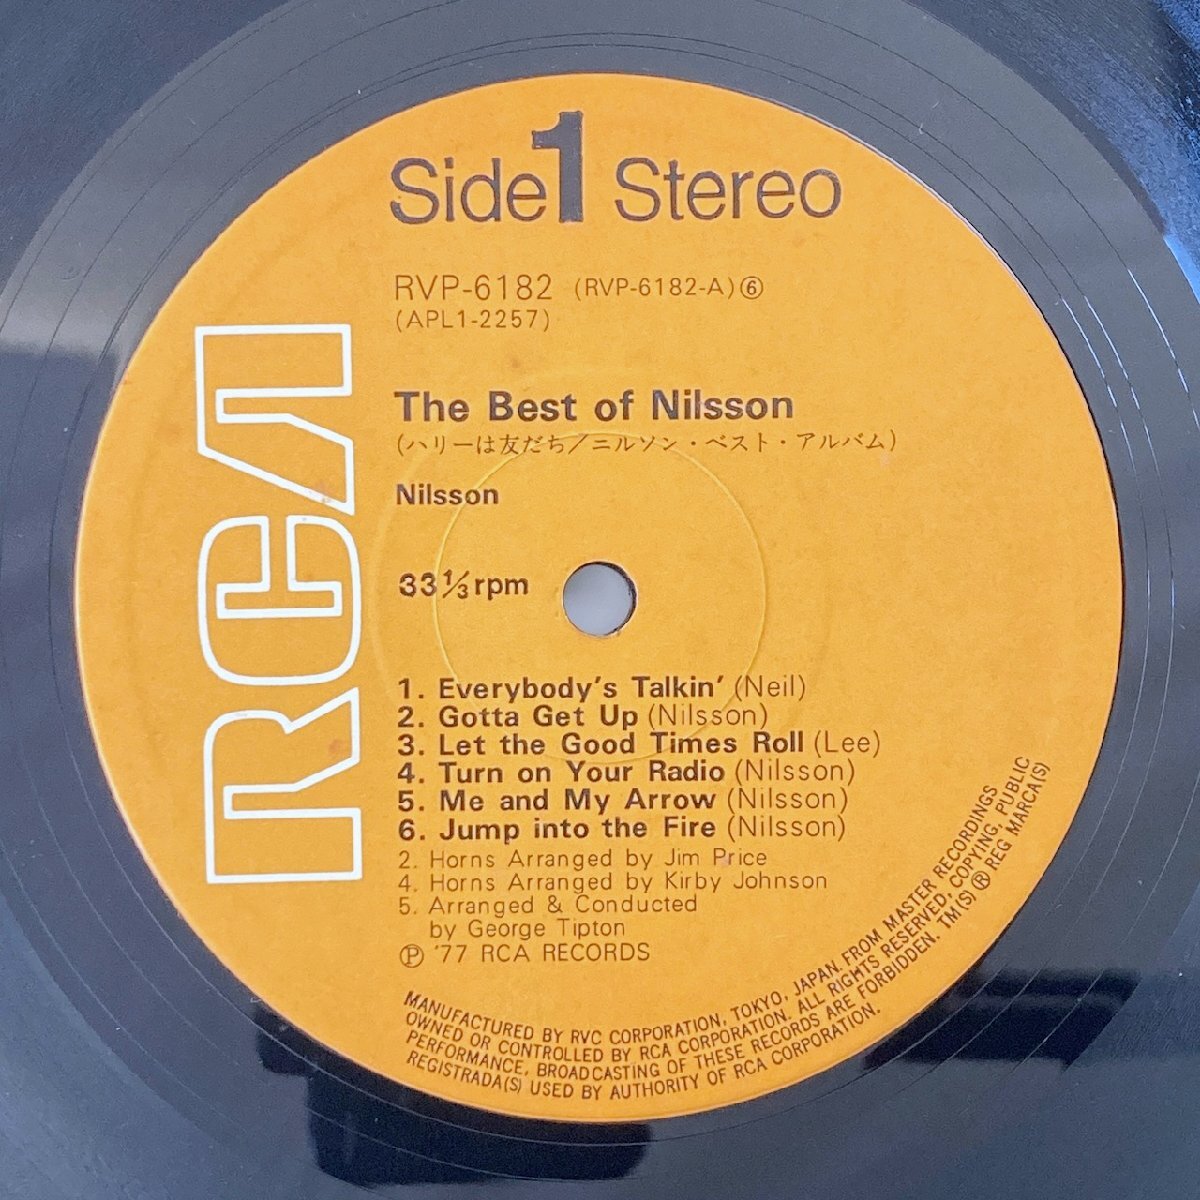 Side 1 Stereo
RVP-6182 (RVP-6182-A)⑥
(APL1-2257)
RCA
The Best of Nilsson
(ハリーは友だち/ニルソン・ベスト・アルバム)
Nilsson
33⅓rpm
1. Everybody's Talkin' (Neil)
2. Gotta Get Up (Nilsson)
3. Let the Good Times Roll (Lee)
4. Turn on Your Radio (Nilsson)
5. Me and My Arrow (Nilsson)
6. Jump into the Fire (Nilsson)
2. Horns Arranged by Jim Price
4. Horns Arranged by Kirby Johnson
5. Arranged & Conducted
by George Tipton
℗ '77 RCA RECORDS
MANUFACTURED BY RVC CORPORATION, TOKYO, JAPAN. FROM MASTER RECORDINGS
OWNED OR CONTROLLED BY RCA CORPORATION. ALL RIGHTS RESERVED, COPYING, PUBLIC
PERFORMANCE, BROADCASTING OF THESE RECORDS ARE FORBIDDEN. TM(S) ® REG MARCA(S)
REGISTRADA(S) USED BY AUTHORITY OF RCA CORPORATION.